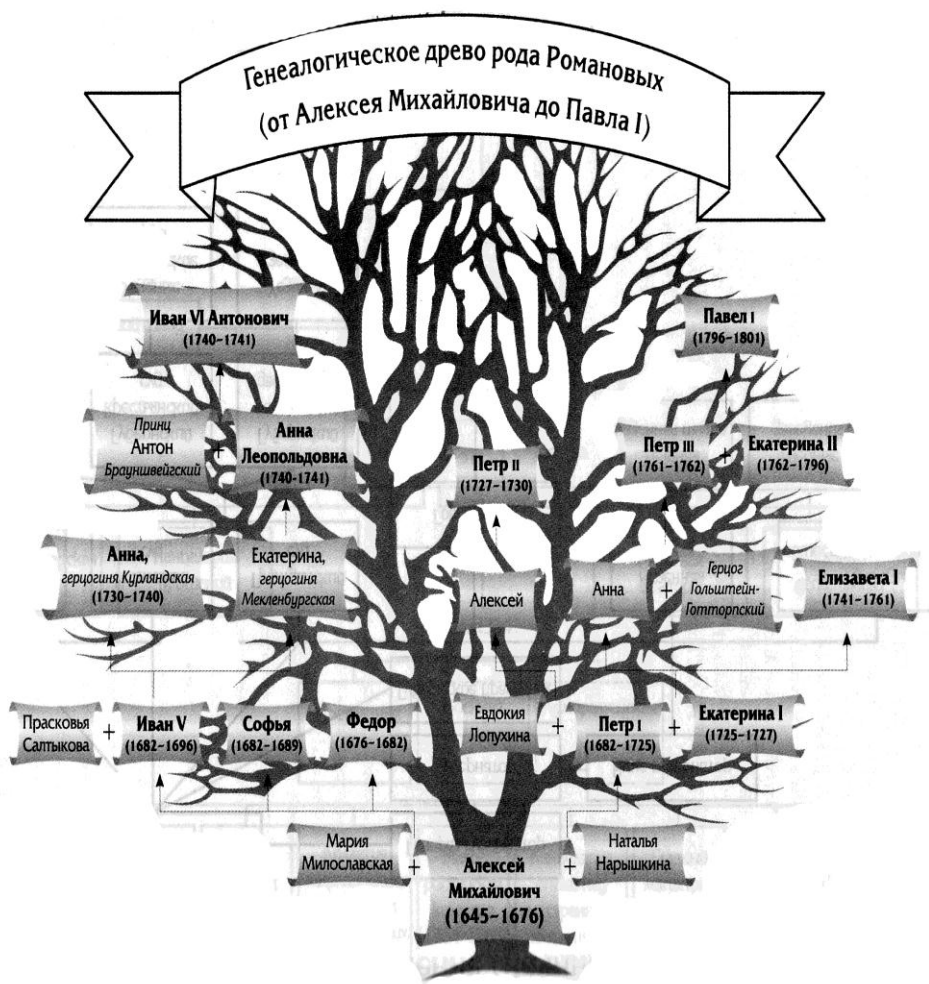 Генеалогическое древо рода Романовых
(от Алексея Михайловича до Павла I)
Иван VI Антонович
(1740–1741)
Павел I
(1796–1801)
Принц
Антон
Брауншвейгский
+
Анна
Леопольдовна
(1740-1741)
Петр II
(1727–1730)
Петр III
(1761–1762)
+
Екатерина II
(1762–1796)
Анна,
герцогиня Курляндская
(1730–1740)
Екатерина,
герцогиня
Мекленбургская
Алексей
Анна
+
Герцог
Гольштейн-
Готторпский
Елизавета I
(1741–1761)
Прасковья
Салтыкова
+
Иван V
(1682–1696)
Софья
(1682–1689)
Федор
(1676–1682)
Евдокия
Лопухина
+
Петр I
(1682–1725)
+
Екатерина I
(1725–1727)
Мария
Милославская
+
Алексей
Михайлович
(1645–1676)
+
Наталья
Нарышкина